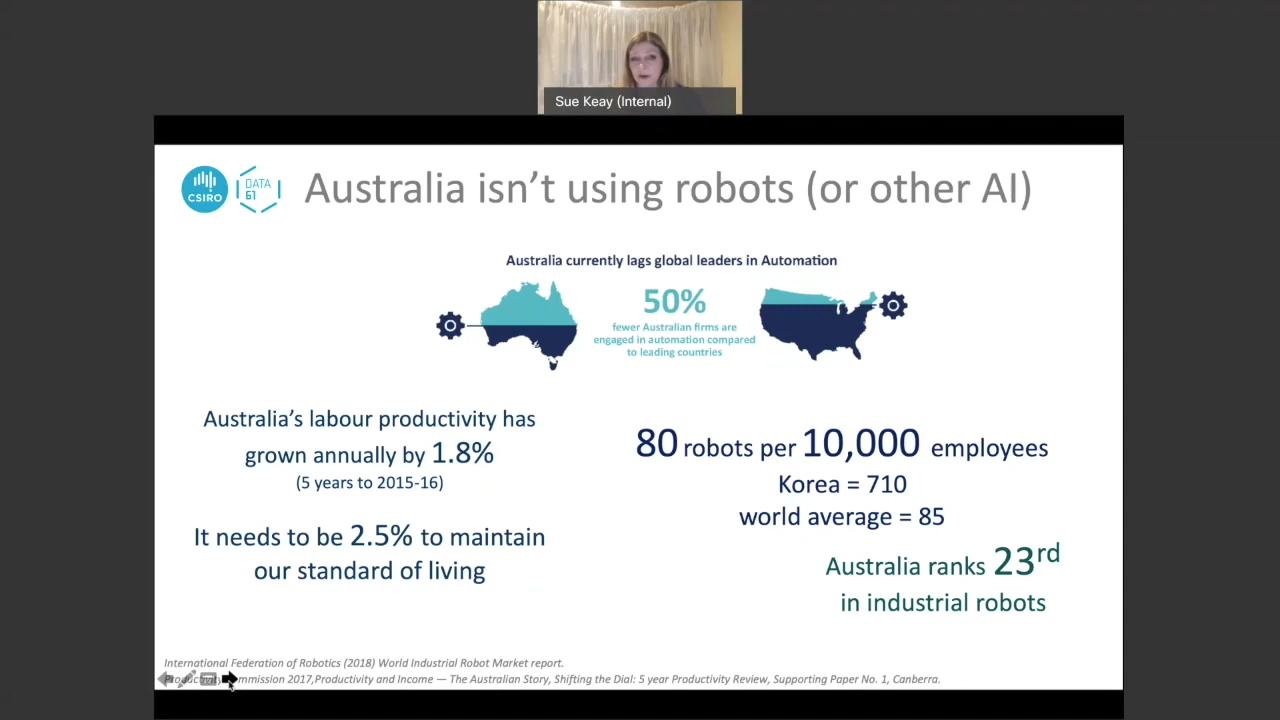 Sue Keay (Internal)
CSIRO
DATA
61
Australia isn't using robots (or other AI)
Australia currently lags global leaders in Automation
50%
fewer Australian firms are
engaged in automation compared
to leading countries
Australia's labour productivity has
grown annually by 1.8%
(5 years to 2015-16)
It needs to be 2.5% to maintain
our standard of living
80 robots per 10,000 employees
Korea = 710
world average = 85
Australia ranks 23rd
in industrial robots
International Federation of Robotics (2018) World Industrial Robot Market report.
Productivity Commission 2017,Productivity and Income — The Australian Story, Shifting the Dial: 5 year Productivity Review, Supporting Paper No. 1, Canberra.